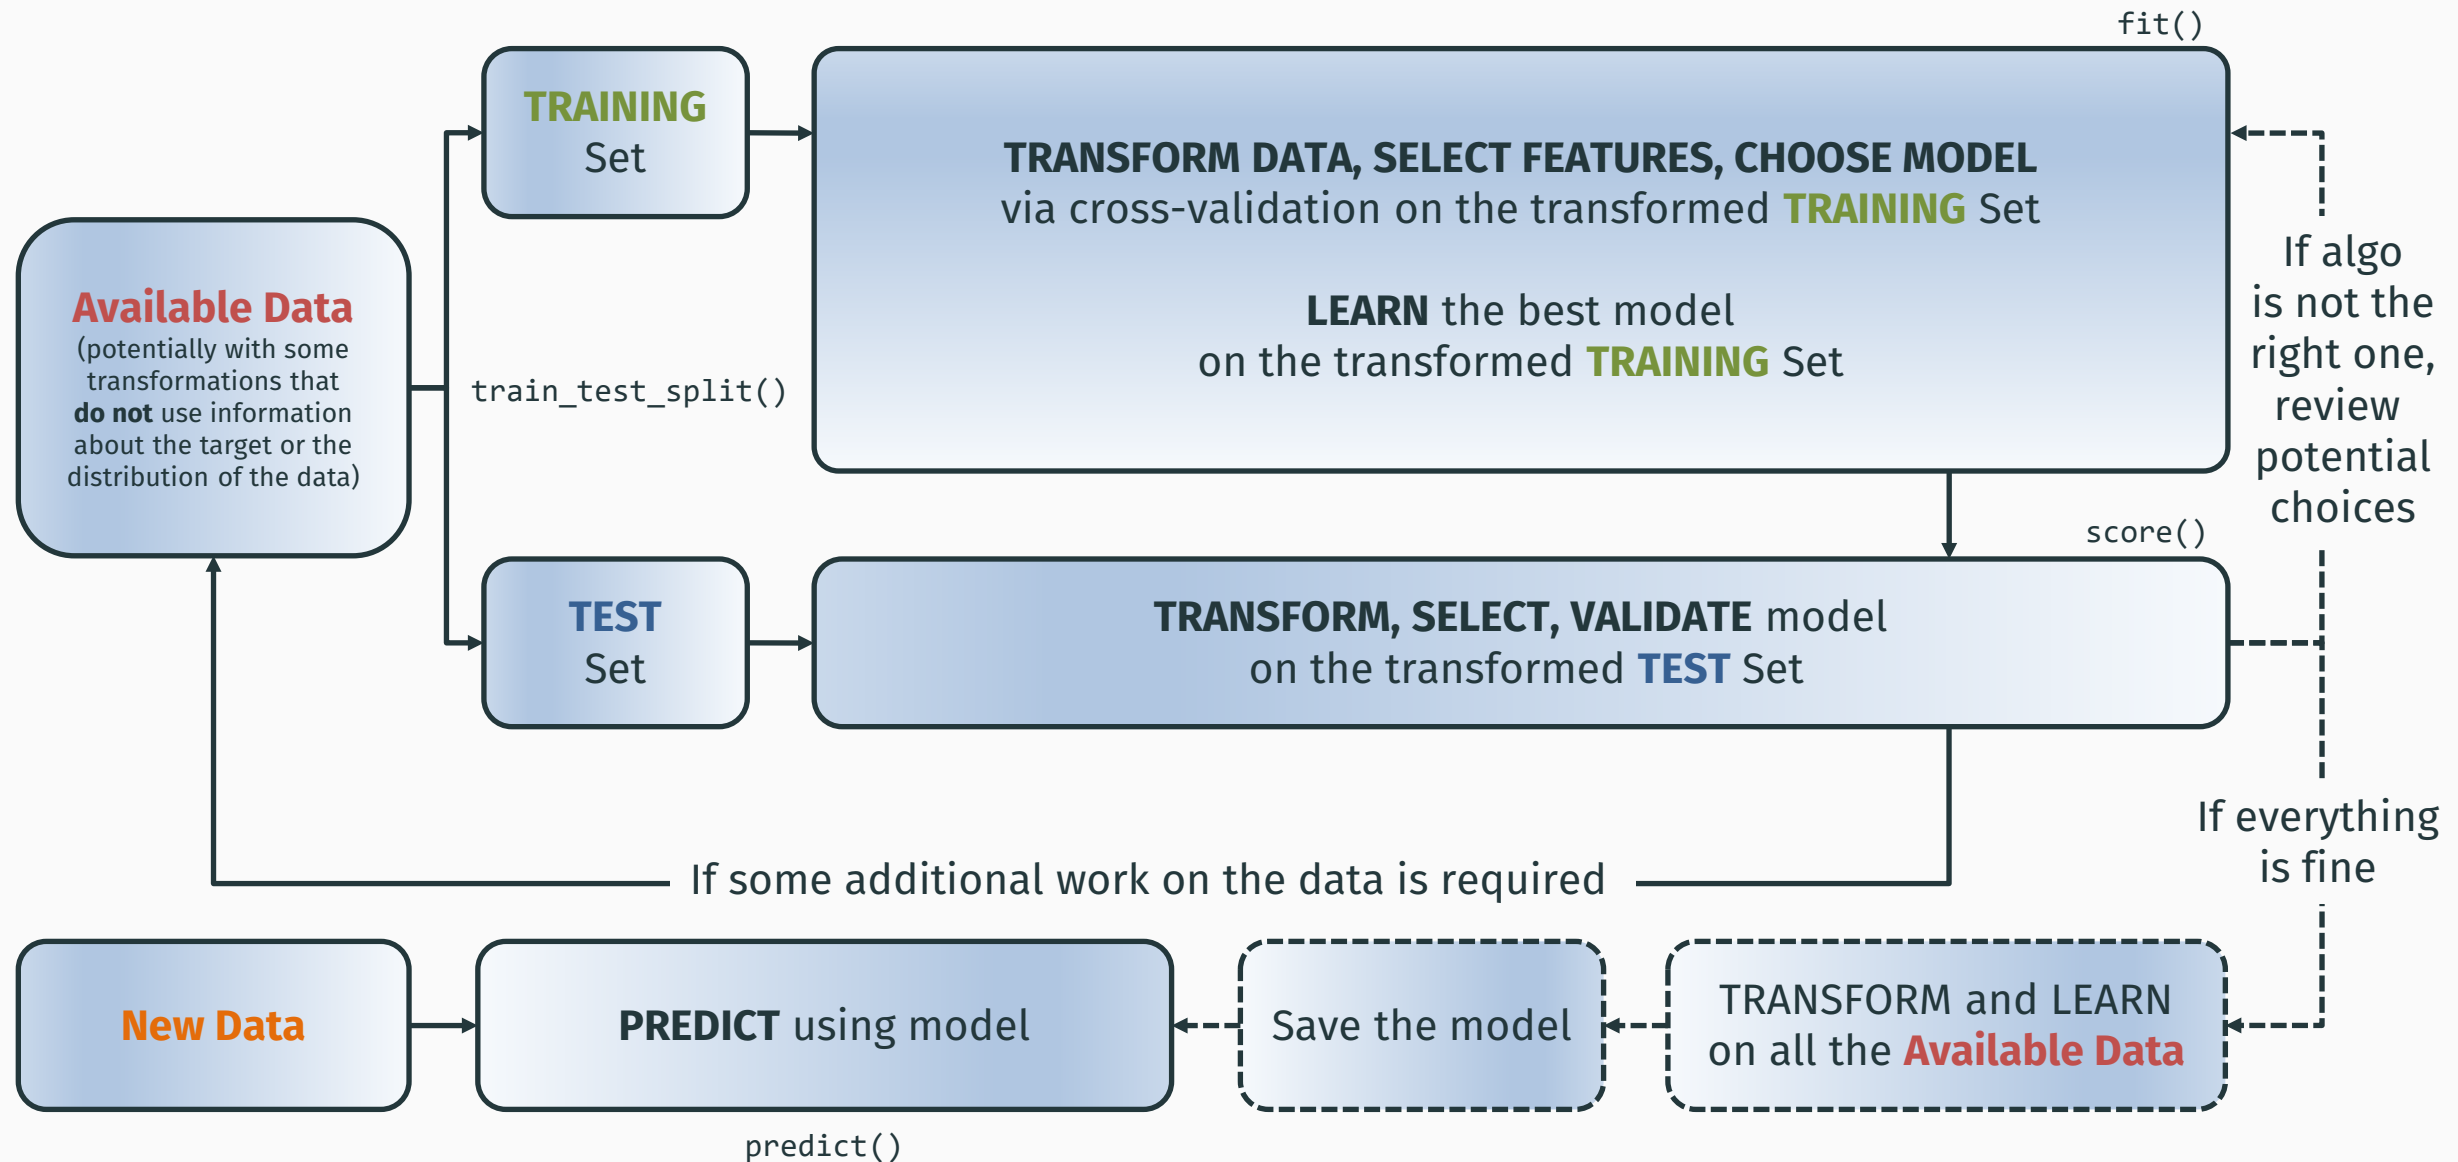 fit()
TRAINING
Set
TRANSFORM DATA, SELECT FEATURES, CHOOSE MODEL
via cross-validation on the transformed TRAINING Set
LEARN the best model
on the transformed TRAINING Set
If algo
is not the
right one,
review
potential
choices
Available Data
(potentially with some
transformations that
do not use information
about the target or the
distribution of the data)
train_test_split()
score()
TEST
Set
TRANSFORM, SELECT, VALIDATE model
on the transformed TEST Set
If everything
is fine
If some additional work on the data is required
New Data
PREDICT using model
Save the model
TRANSFORM and LEARN
on all the Available Data
predict()